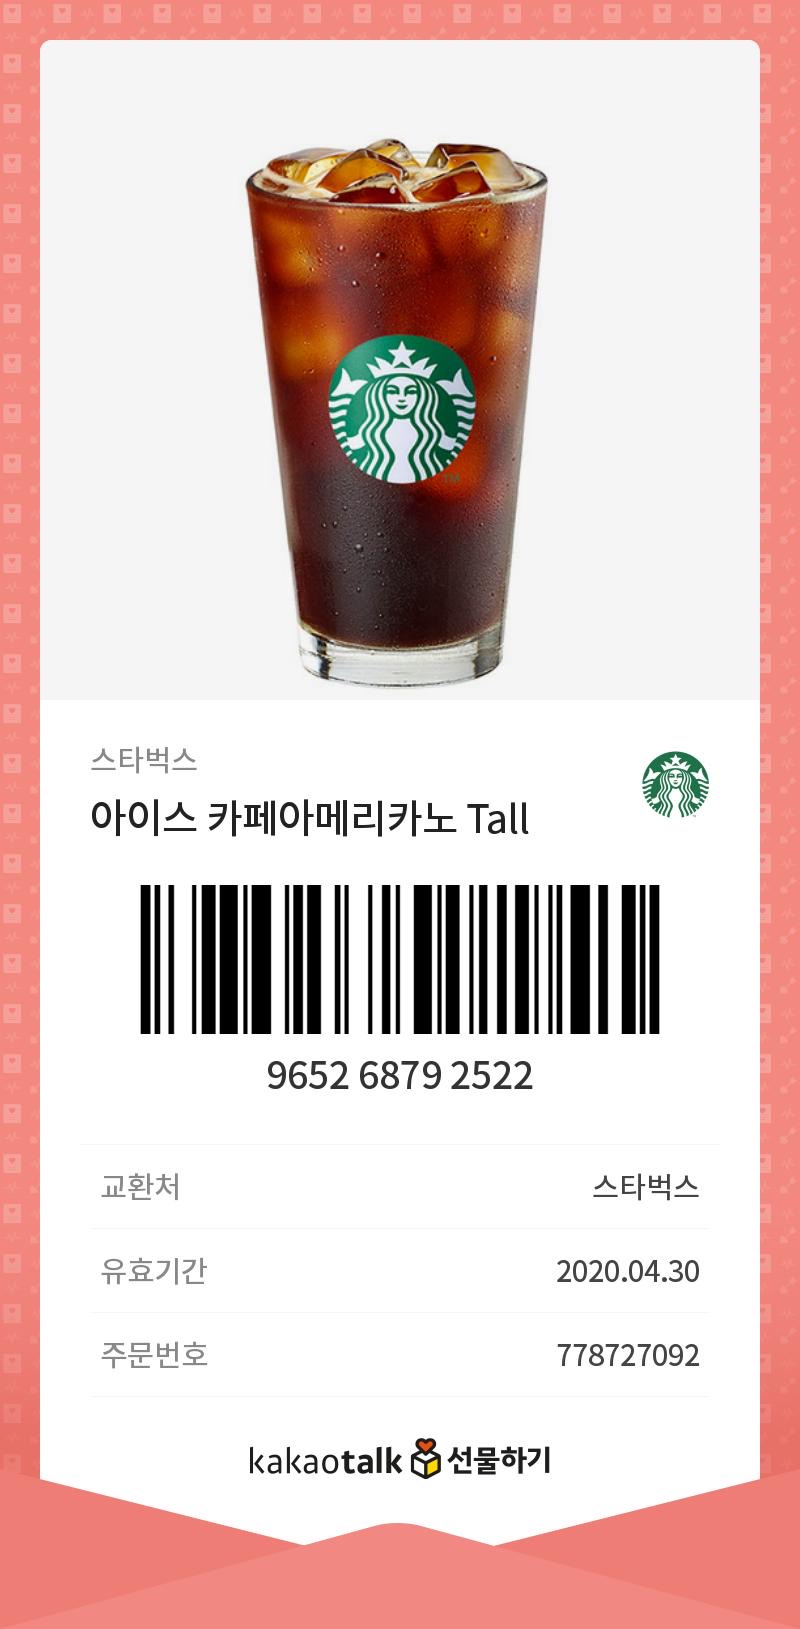 스타벅스
아이스 카페아메리카노 Tall
9652 6879 2522
교환처 스타벅스
유효기간 2020.04.30
주문번호 778727092
kakaotalk 선물하기